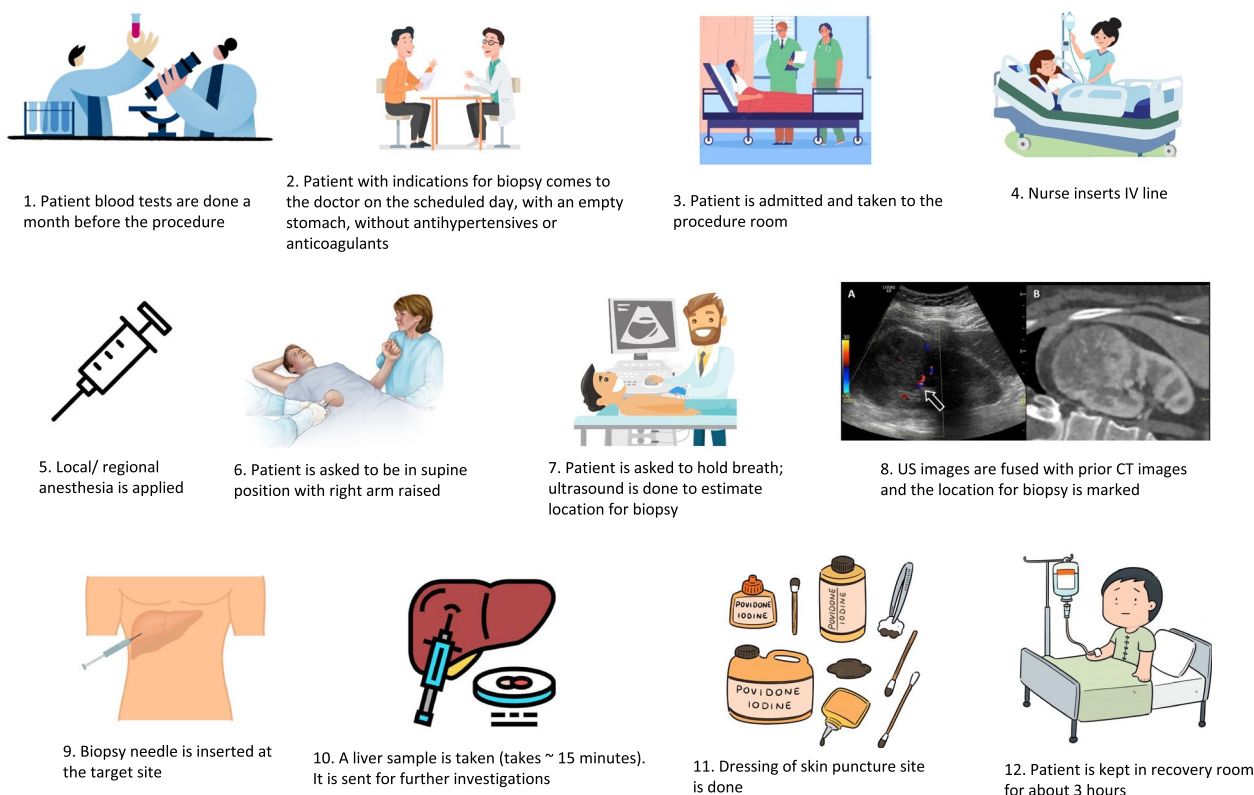 1. Patient blood tests are done a
month before the procedure
2. Patient with indications for biopsy comes to
the doctor on the scheduled day, with an empty
stomach, without antihypertensives or
anticoagulants
3. Patient is admitted and taken to the
procedure room
4. Nurse inserts IV line
5. Local/ regional
anesthesia is applied
6. Patient is asked to be in supine
position with right arm raised
7. Patient is asked to hold breath;
ultrasound is done to estimate
location for biopsy
A
B
8. US images are fused with prior CT images
and the location for biopsy is marked
9. Biopsy needle is inserted at
the target site
10. A liver sample is taken (takes ~ 15 minutes).
It is sent for further investigations
POVIDONE
IODINE
POVIDONE
IODINE
POVIDONE
IODINE
11. Dressing of skin puncture site
is done
12. Patient is kept in recovery room
for about 3 hours